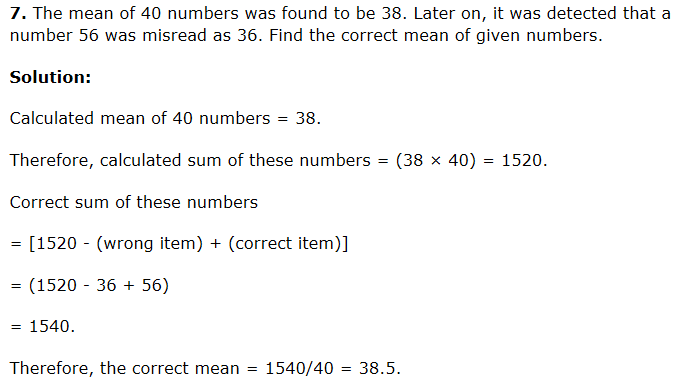 7. The mean of 40 numbers was found to be 38. Later on, it was detected that a
number 56 was misread as 36. Find the correct mean of given numbers.
Solution:
Calculated mean of 40 numbers = 38.
Therefore, calculated sum of these numbers = (38 × 40) = 1520.
Correct sum of these numbers
= [1520 - (wrong item) + (correct item)]
= (1520 - 36 + 56)
= 1540.
Therefore, the correct mean = 1540/40 = 38.5.